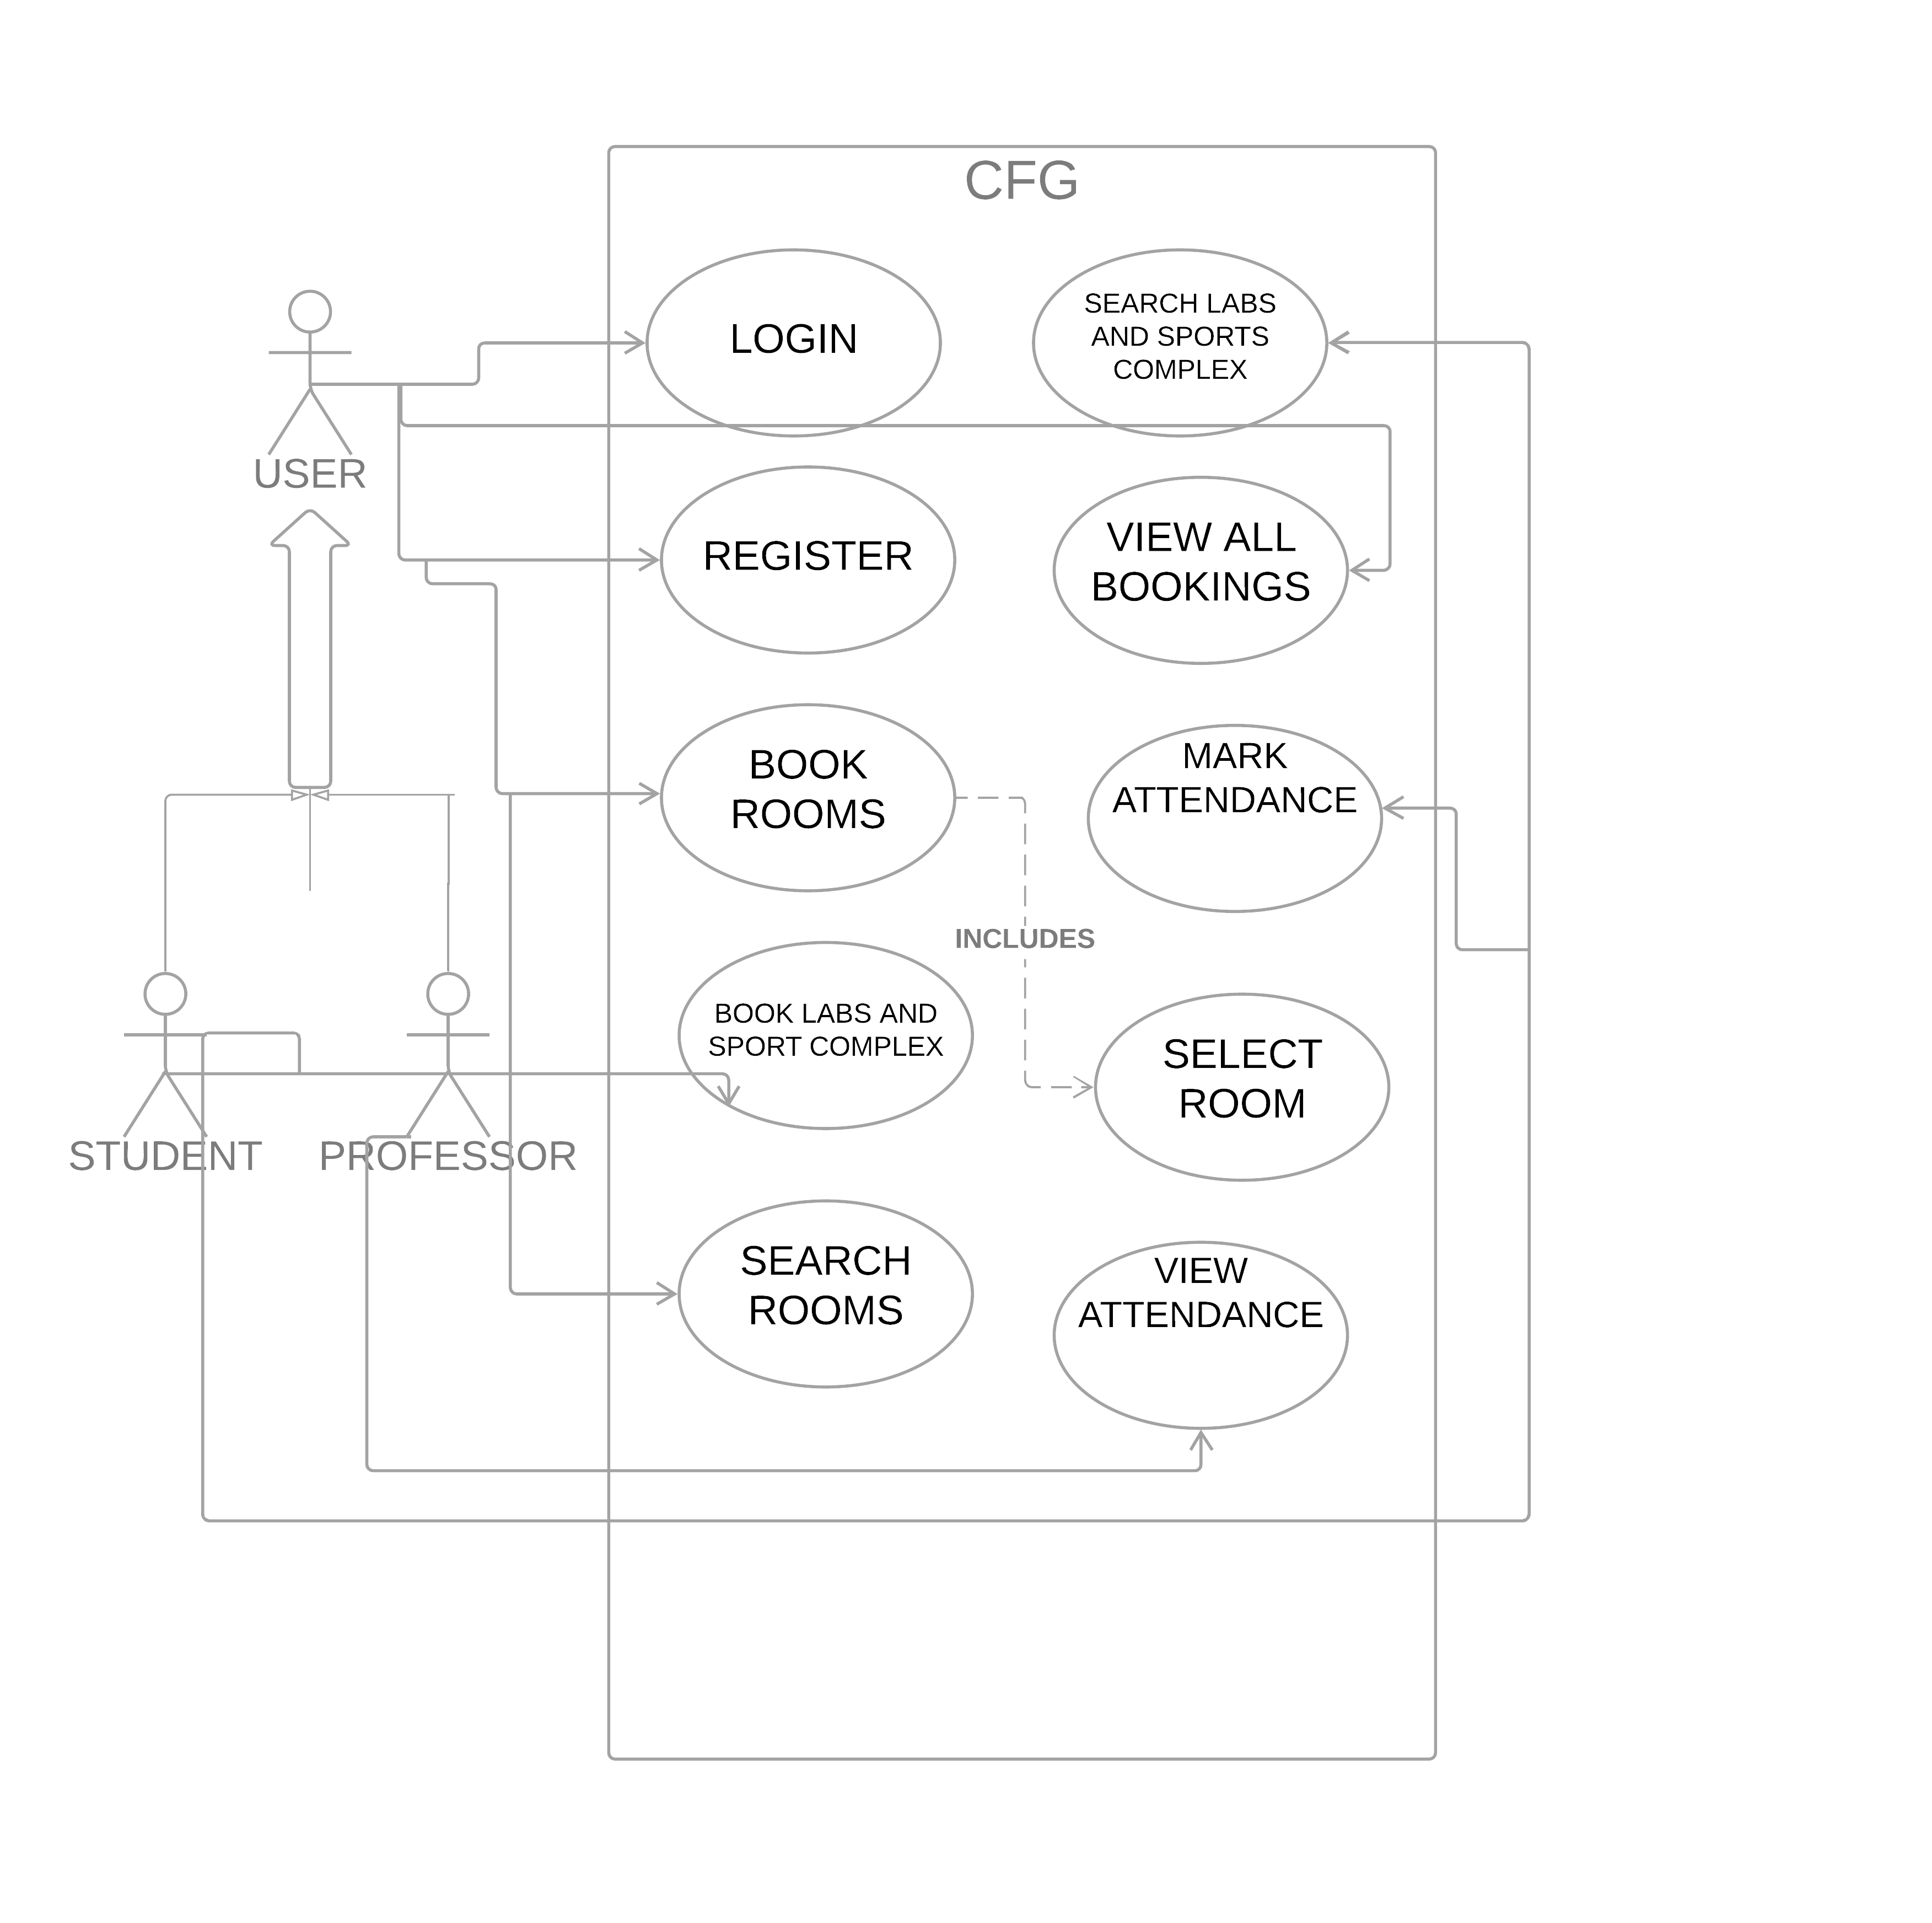 CFG
LOGIN
SEARCH LABS
AND SPORTS
COMPLEX
USER
REGISTER
VIEW ALL
BOOKINGS
BOOK
ROOMS
MARK
ATTENDANCE
INCLUDES
BOOK LABS AND
SPORT COMPLEX
SELECT
ROOM
STUDENT
PROFESSOR
SEARCH
ROOMS
VIEW
ATTENDANCE